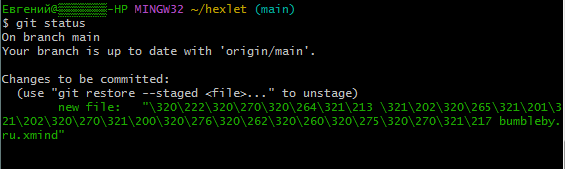 Евгений@▒▒▒▒▒▒▒-HP MINGW32 ~/hexlet (main)
$ git status
On branch main
Your branch is up to date with 'origin/main'.
Changes to be committed:
(use "git restore --staged <file>..." to unstage)
new file:   "\320\222\320\270\320\264\321\213 \321\202\320\265\321\201\3
21\202\320\270\321\200\320\276\320\262\320\260\320\275\320\270\321\217 bumbleby.
ru.xmind"